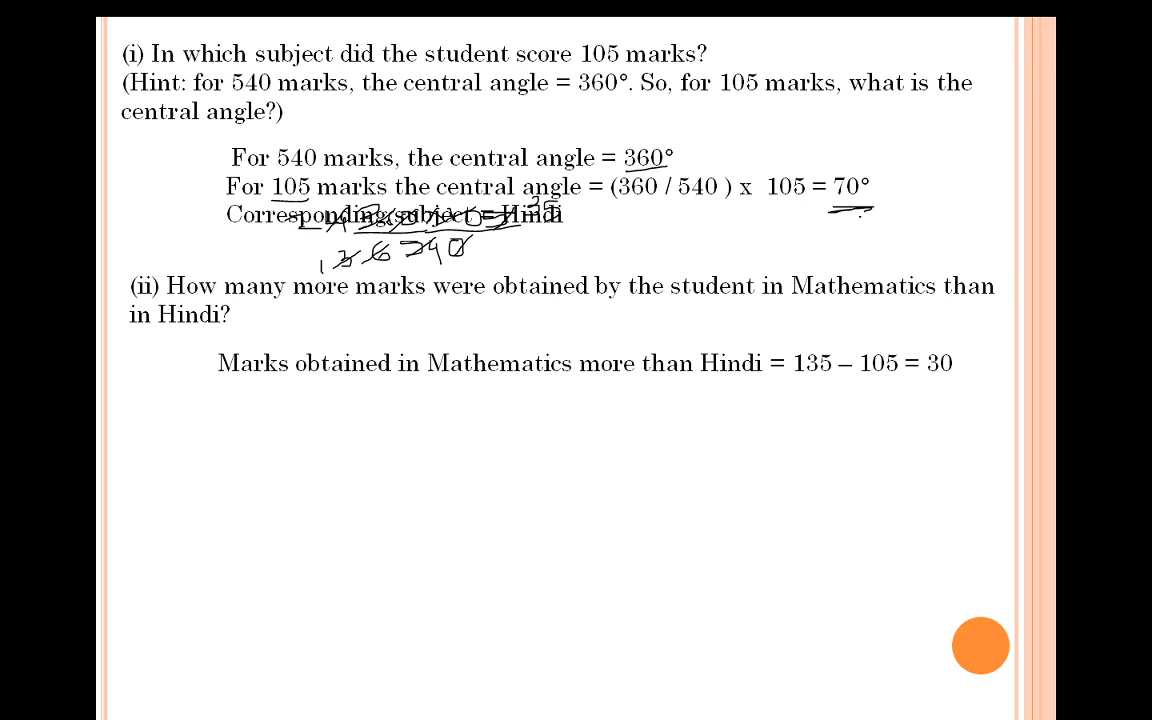 (i) In which subject did the student score 105 marks?
(Hint: for 540 marks, the central angle = 360°. So, for 105 marks, what is the
central angle?)
For 540 marks, the central angle = 360°
For 105 marks the central angle = (360 / 540 ) x 105 = 70°
Corresponding subject = Hindi
35
(ii) How many more marks were obtained by the student in Mathematics than
in Hindi?
Marks obtained in Mathematics more than Hindi = 135 – 105 = 30